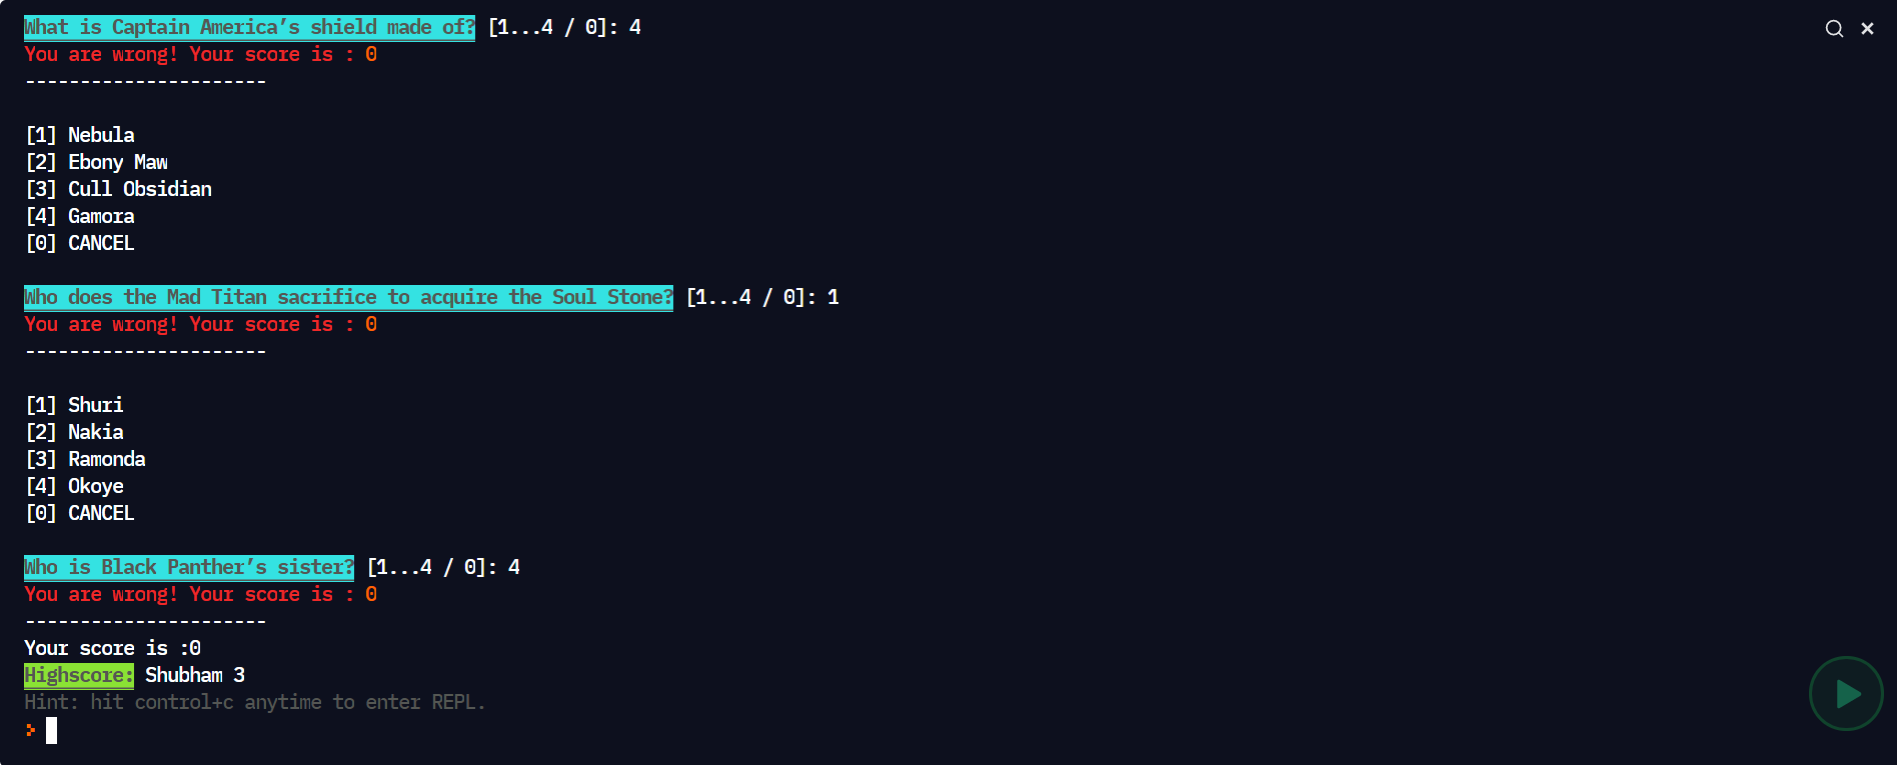 What is Captain America’s shield made of? [1...4 / 0]: 4
You are wrong! Your score is : 0
----------------------
[1] Nebula
[2] Ebony Maw
[3] Cull Obsidian
[4] Gamora
[0] CANCEL
Who does the Mad Titan sacrifice to acquire the Soul Stone? [1...4 / 0]: 1
You are wrong! Your score is : 0
----------------------
[1] Shuri
[2] Nakia
[3] Ramonda
[4] Okoye
[0] CANCEL
Who is Black Panther’s sister? [1...4 / 0]: 4
You are wrong! Your score is : 0
----------------------
Your score is :0
Highscore: Shubham 3
Hint: hit control+c anytime to enter REPL.
>